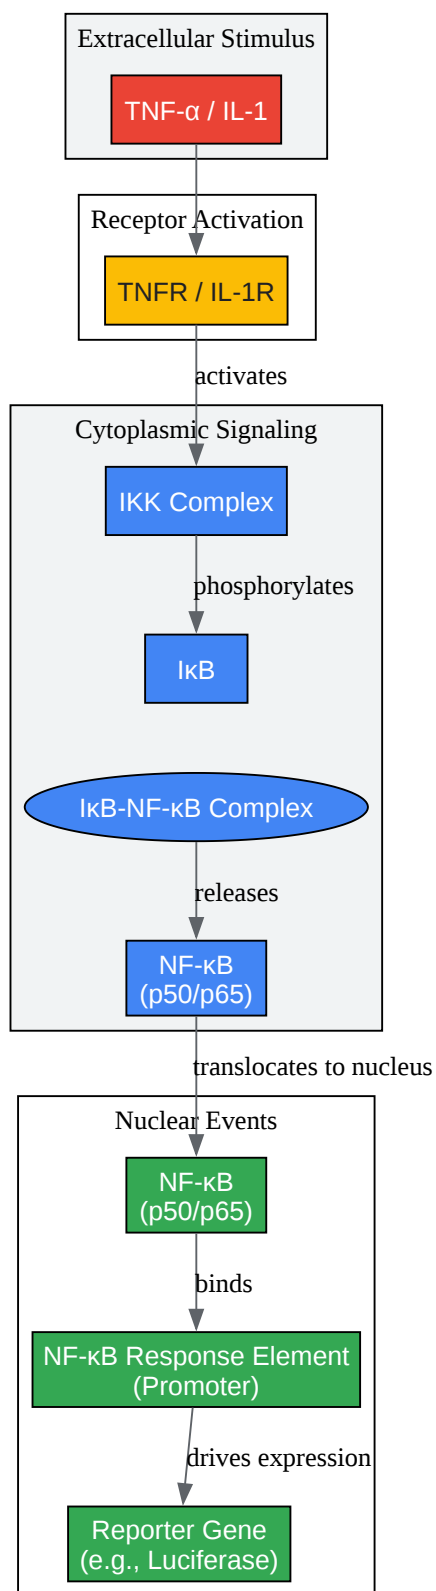 Extracellular Stimulus
TNF-α / IL-1
Receptor Activation
TNFR / IL-1R
activates
Cytoplasmic Signaling
IKK Complex
phosphorylates
IκB
IκB-NF-κB Complex
releases
NF-κB
(p50/p65)
translocates to nucleus
Nuclear Events
NF-κB
(p50/p65)
binds
NF-κB Response Element
(Promoter)
drives expression
Reporter Gene
(e.g., Luciferase)